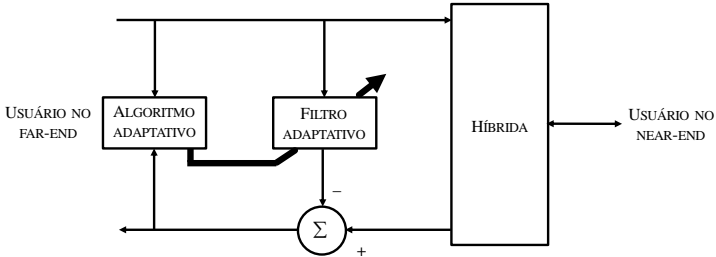 USUÁRIO NO
FAR-END
ALGORITMO
ADAPTATIVO
FILTRO
ADAPTATIVO
HÍBRIDA
USUÁRIO NO
NEAR-END
−
Σ
+